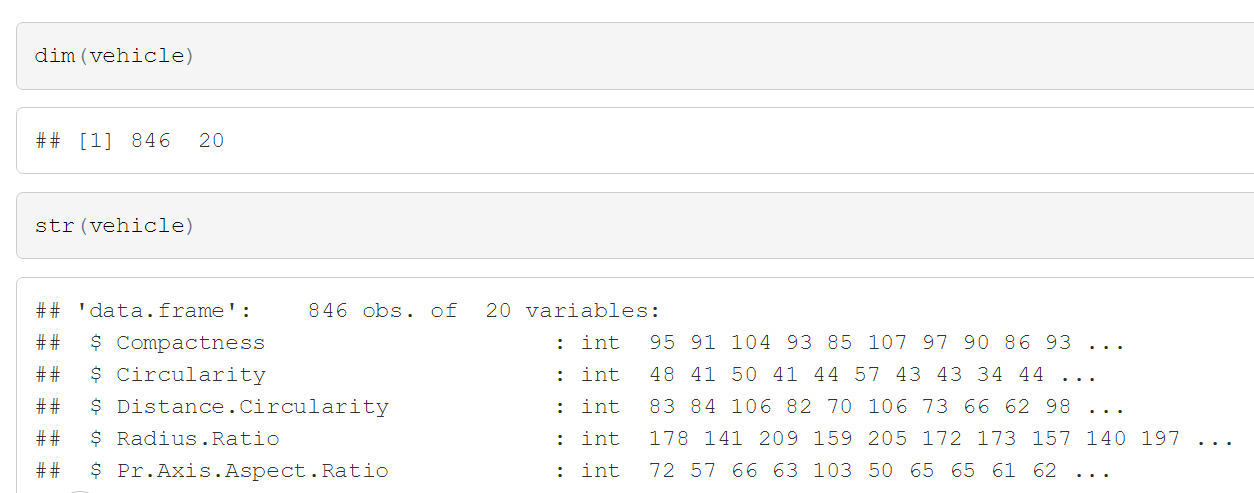 dim(vehicle)
## [1] 846  20
str(vehicle)
## 'data.frame':    846 obs. of  20 variables:
##  $ Compactness                     : int  95 91 104 93 85 107 97 90 86 93 ...
##  $ Circularity                     : int  48 41 50 41 44 57 43 43 34 44 ...
##  $ Distance.Circularity            : int  83 84 106 82 70 106 73 66 62 98 ...
##  $ Radius.Ratio                    : int  178 141 209 159 205 172 173 157 140 197 ...
##  $ Pr.Axis.Aspect.Ratio            : int  72 57 66 63 103 50 65 65 61 62 ...